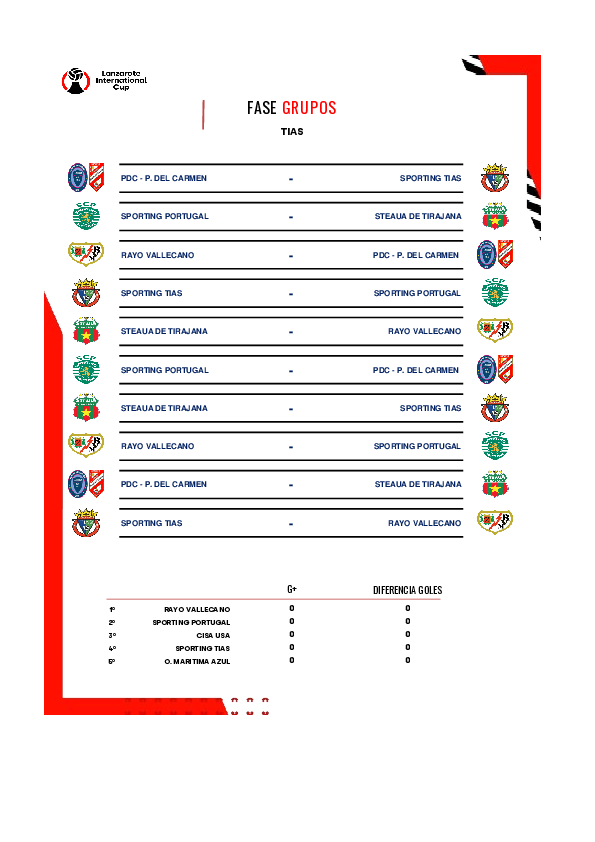 Lanzarote
International
Cup
FASE GRUPOS
TIAS
PDC - P. DEL CARMEN - SPORTING TIAS
SPORTING PORTUGAL - STEAUA DE TIRAJANA
RAYO VALLECANO - PDC - P. DEL CARMEN
SPORTING TIAS - SPORTING PORTUGAL
STEAUA DE TIRAJANA - RAYO VALLECANO
SPORTING PORTUGAL - PDC - P. DEL CARMEN
STEAUA DE TIRAJANA - SPORTING TIAS
RAYO VALLECANO - SPORTING PORTUGAL
PDC - P. DEL CARMEN - STEAUA DE TIRAJANA
SPORTING TIAS - RAYO VALLECANO
G+ DIFERENCIA GOLES
1º RAYO VALLECANO 0 0
2º SPORTING PORTUGAL 0 0
3º CISA USA 0 0
4º SPORTING TIAS 0 0
5º O. MARITIMA AZUL 0 0